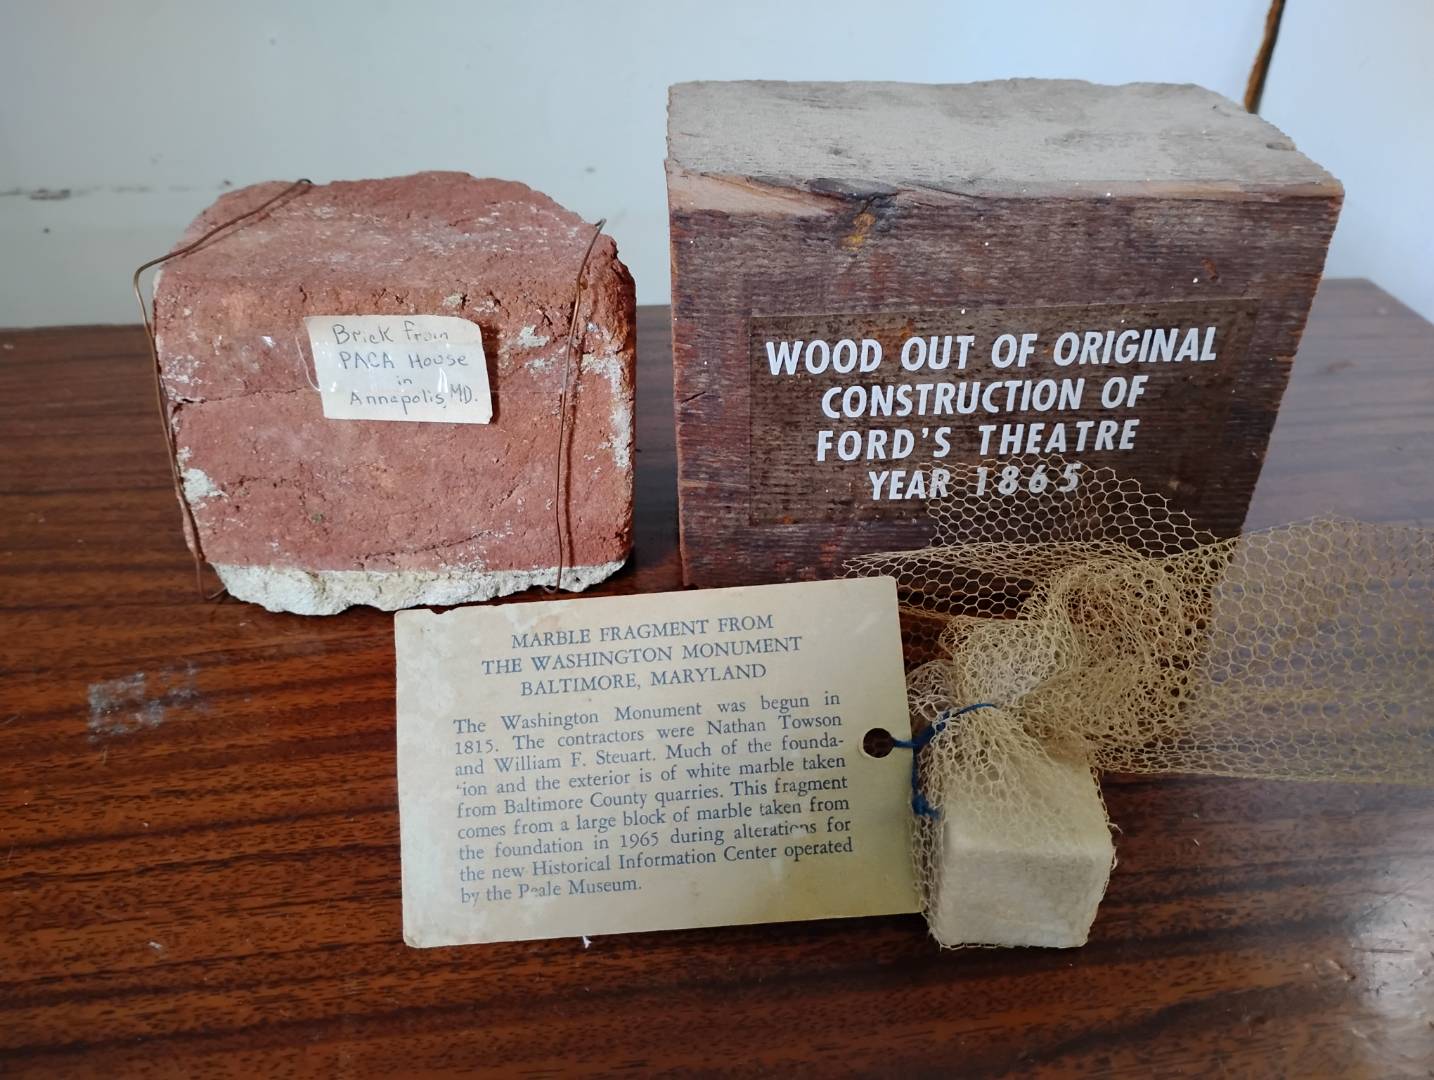 Brick from
PACA House
in
Annapolis, MD.
WOOD OUT OF ORIGINAL
CONSTRUCTION OF
FORD'S THEATRE
YEAR 1865
MARBLE FRAGMENT FROM
THE WASHINGTON MONUMENT
BALTIMORE, MARYLAND
The Washington Monument was begun in
1815. The contractors were Nathan Towson
and William F. Steuart. Much of the founda-
tion and the exterior is of white marble taken
from Baltimore County quarries. This fragment
comes from a large block of marble taken from
the foundation in 1965 during alterations for
the new Historical Information Center operated
by the Peale Museum.